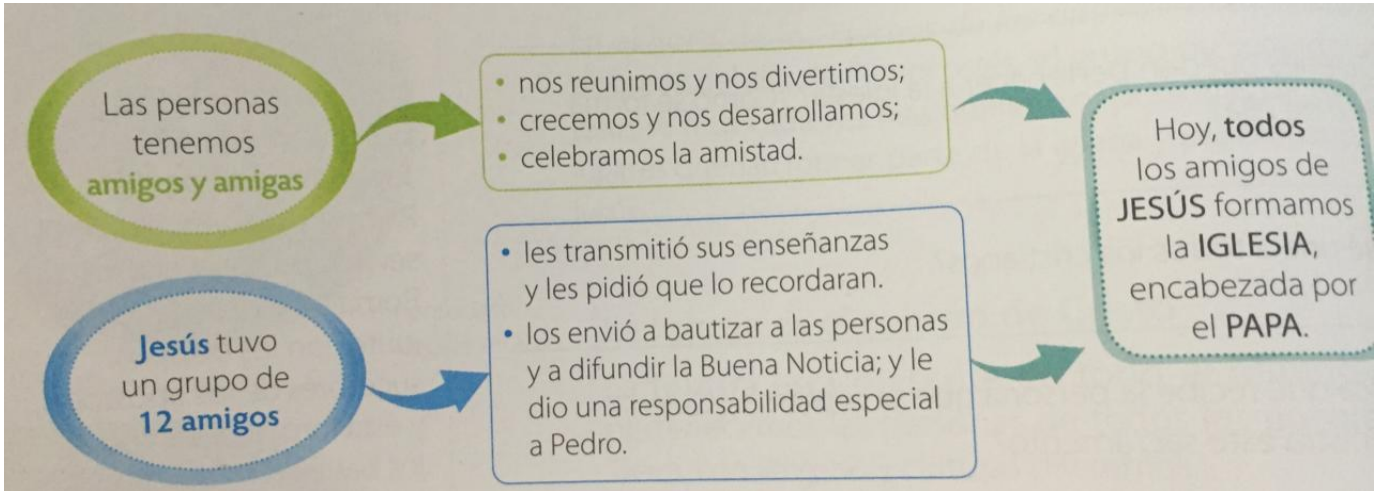 Las personas
tenemos
amigos y amigas
• nos reunimos y nos divertimos;
• crecemos y nos desarrollamos;
• celebramos la amistad.
Jesús tuvo
un grupo de
12 amigos
• les transmitió sus enseñanzas
y les pidió que lo recordaran.
• los envió a bautizar a las personas
y a difundir la Buena Noticia; y le
dio una responsabilidad especial
a Pedro.
Hoy, todos
los amigos de
JESÚS formamos
la IGLESIA,
encabezada por
el PAPA.